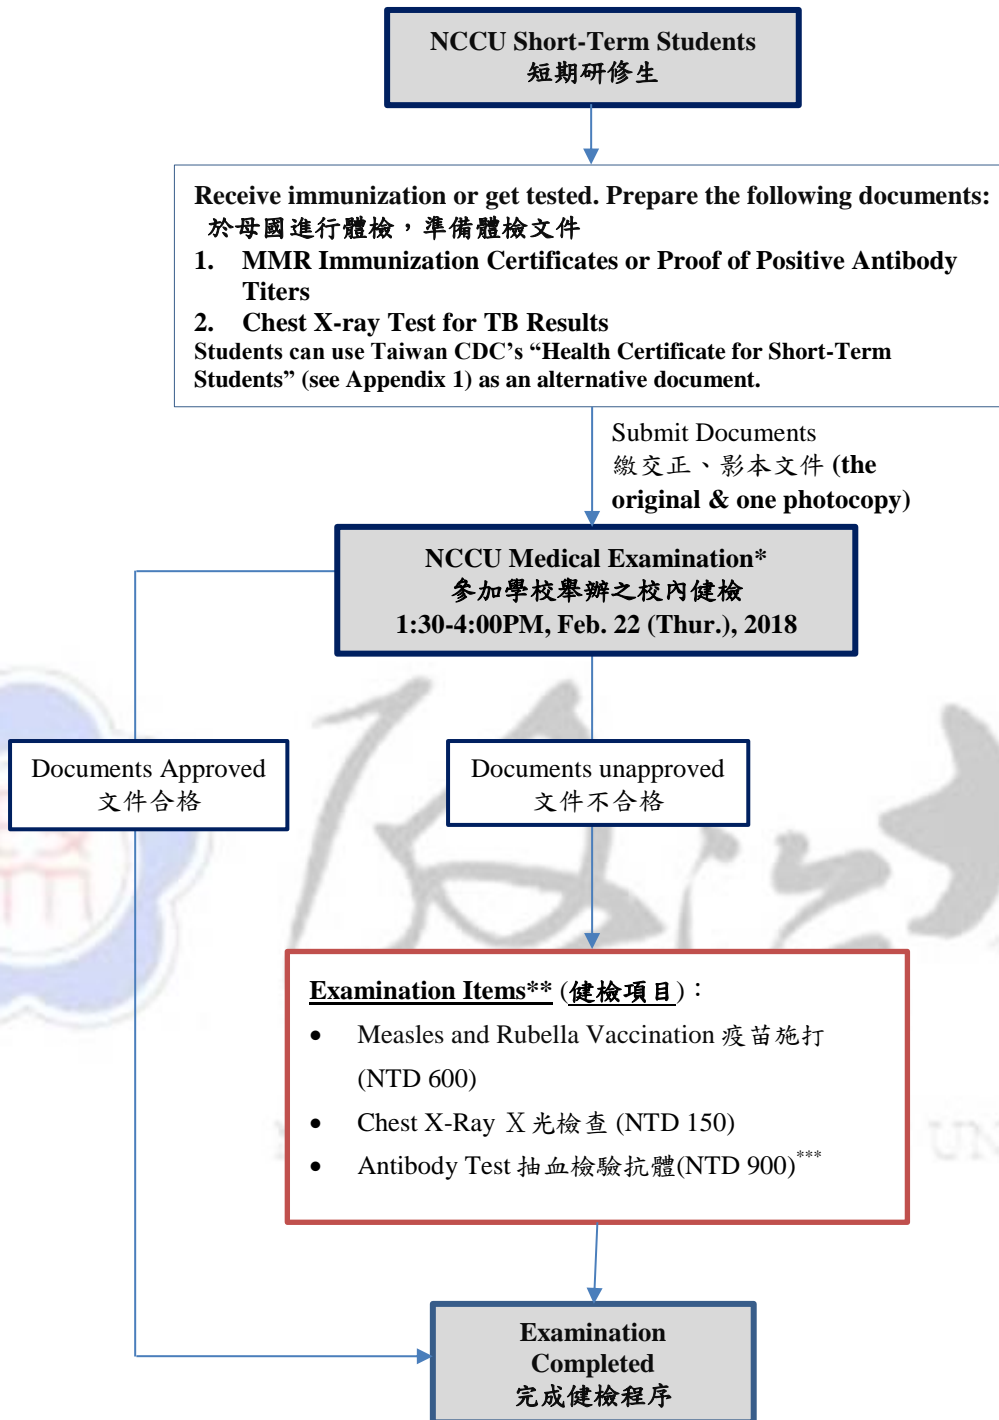 NCCU Short-Term Students
短期研修生
Receive immunization or get tested. Prepare the following documents:
於母國進行體檢，準備體檢文件
1. MMR Immunization Certificates or Proof of Positive Antibody
Titers
2. Chest X-ray Test for TB Results
Students can use Taiwan CDC’s “Health Certificate for Short-Term
Students” (see Appendix 1) as an alternative document.
Submit Documents
繳交正、影本文件 (the
original & one photocopy)
NCCU Medical Examination*
參加學校舉辦之校內健檢
1:30-4:00PM, Feb. 22 (Thur.), 2018
Documents Approved
文件合格
Documents unapproved
文件不合格
Examination Items** (健檢項目)：
• Measles and Rubella Vaccination 疫苗施打
(NTD 600)
• Chest X-Ray Ｘ光檢查 (NTD 150)
• Antibody Test 抽血檢驗抗體(NTD 900)***
UN
Examination
Completed
完成健檢程序